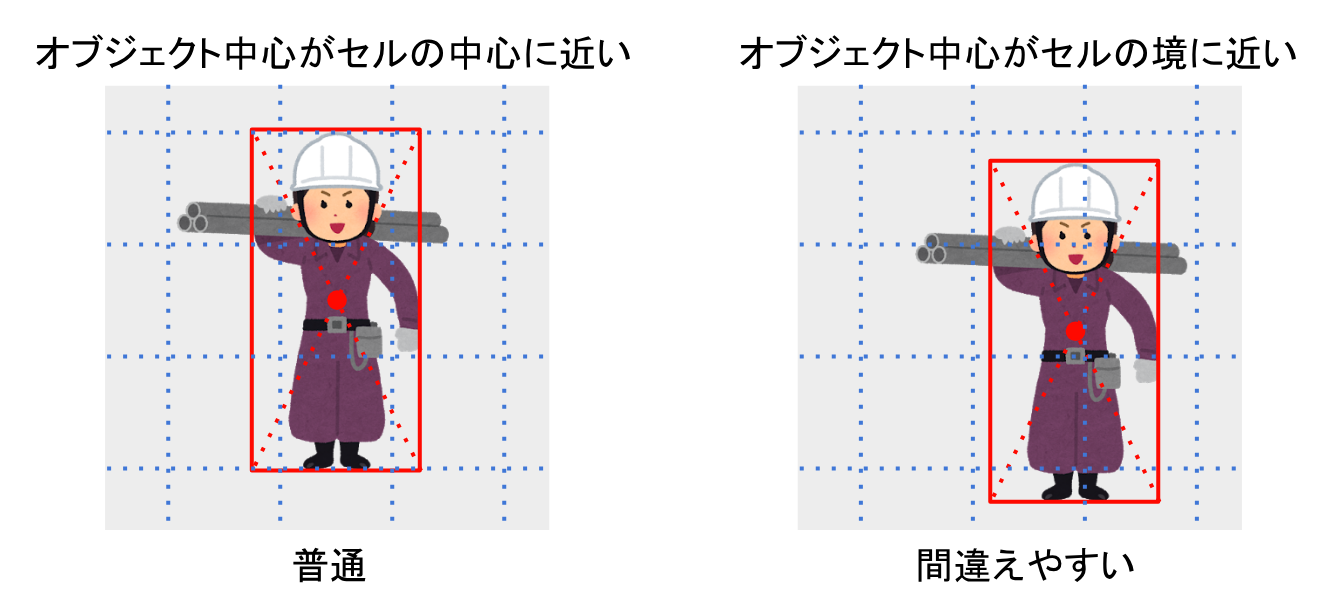 オブジェクト中心がセルの中心に近い
オブジェクト中心がセルの境に近い
普通
間違えやすい